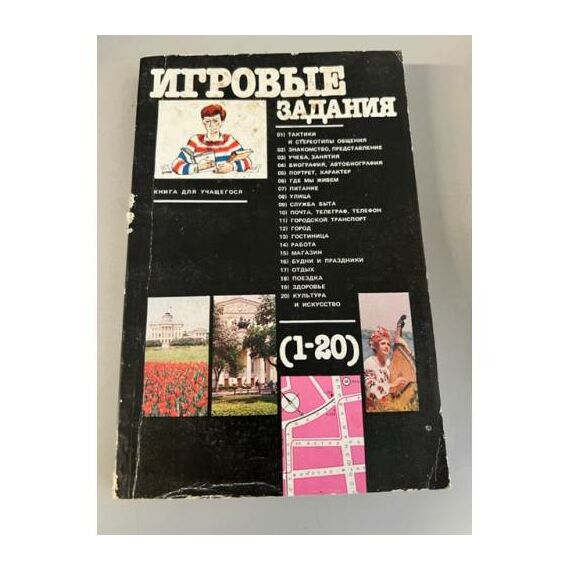 ИГРОВЫЕ
ЗАДАНИЯ
01) ТАКТИКИ
И СТЕРЕОТИПЫ ОБЩЕНИЯ
02) ЗНАКОМСТВО, ПРЕДСТАВЛЕНИЕ
03) УЧЕБА, ЗАНЯТИЯ
04) БИОГРАФИЯ, АВТОБИОГРАФИЯ
05) ПОРТРЕТ, ХАРАКТЕР
06) ГДЕ МЫ ЖИВЕМ
07) ПИТАНИЕ
08) УЛИЦА
09) СЛУЖБА БЫТА
10) ПОЧТА, ТЕЛЕГРАФ, ТЕЛЕФОН
11) ГОРОДСКОЙ ТРАНСПОРТ
12) ГОРОД
13) ГОСТИНИЦА
14) РАБОТА
15) МАГАЗИН
16) БУДНИ И ПРАЗДНИКИ
17) ОТДЫХ
18) ПОЕЗДКА
19) ЗДОРОВЬЕ
20) КУЛЬТУРА
И ИСКУССТВО
КНИГА ДЛЯ УЧАЩЕГОСЯ
(1-20)